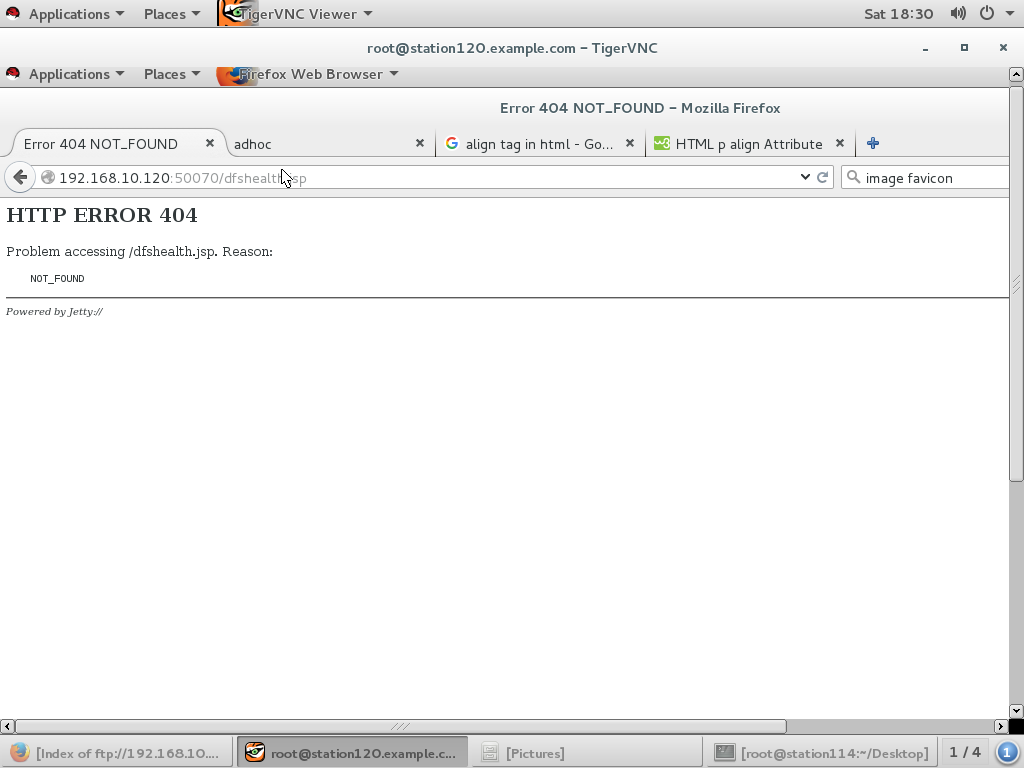 Applications Places TigerVNC Viewer Sat 18:30
root@station120.example.com – TigerVNC
Applications Places Firefox Web Browser
Error 404 NOT_FOUND – Mozilla Firefox
Error 404 NOT_FOUND adhoc align tag in html - Go... HTML p align Attribute
192.168.10.120:50070/dfshealth.jsp image favicon
HTTP ERROR 404
Problem accessing /dfshealth.jsp. Reason:
NOT_FOUND
Powered by Jetty://
[Index of ftp://192.168.10.... root@station120.example.c... [Pictures] [root@station114:~/Desktop] 1 / 4 1